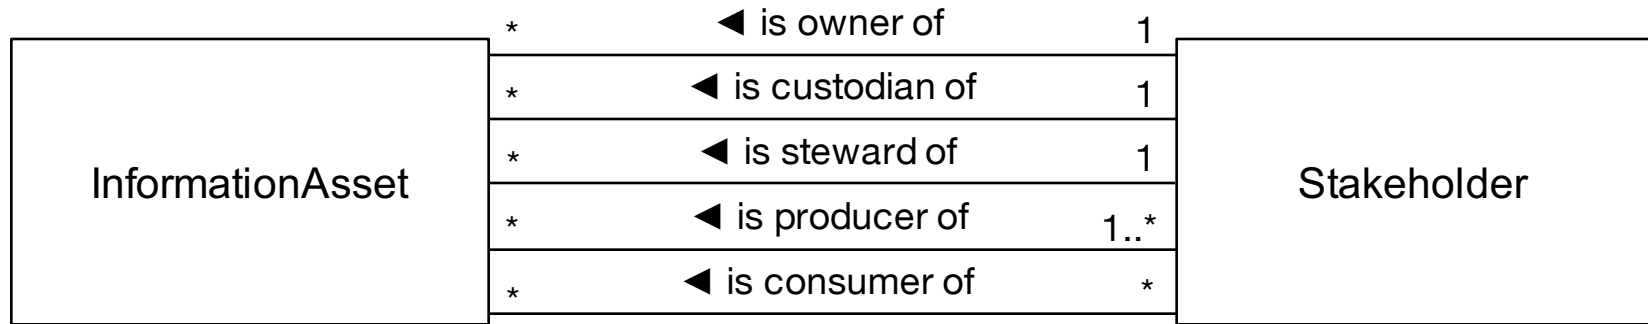 * ◄ is owner of 1
* ◄ is custodian of 1
* ◄ is steward of 1
InformationAsset
Stakeholder
* ◄ is producer of 1..*
* ◄ is consumer of *